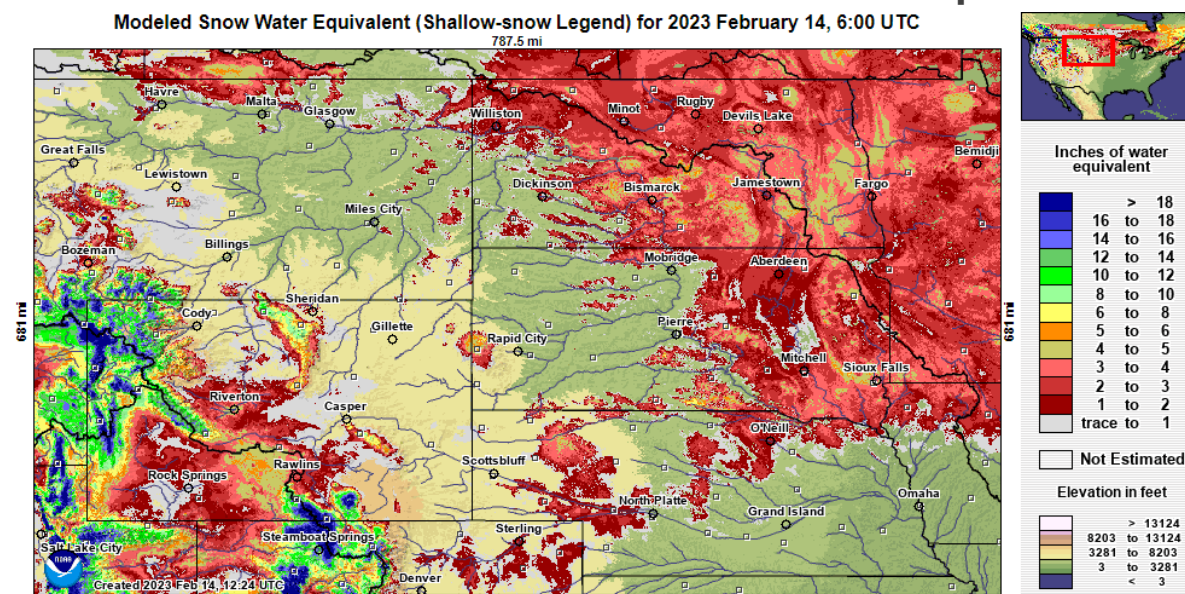 Modeled Snow Water Equivalent (Shallow-snow Legend) for 2023 February 14, 6:00 UTC
787.5 mi
681 mi
681 mi
Havre
Malta
Glasgow
Williston
Minot
Rugby
Devils Lake
Bemidji
Great Falls
Lewistown
Dickinson
Bismarck
Jamestown
Fargo
Miles City
Bozeman
Billings
Mobridge
Aberdeen
Cody
Sheridan
Gillette
Rapid City
Pierre
Mitchell
Sioux Falls
Riverton
Casper
O'Neill
Rock Springs
Rawlins
Scottsbluff
North Platte
Grand Island
Omaha
Salt Lake City
Steamboat Springs
Sterling
Denver
NOAA
Created 2023 Feb 14, 12:24 UTC
Inches of water
equivalent
> 18
16 to 18
14 to 16
12 to 14
10 to 12
8 to 10
6 to 8
5 to 6
4 to 5
3 to 4
2 to 3
1 to 2
trace to 1
Not Estimated
Elevation in feet
> 13124
8203 to 13124
3281 to 8203
3 to 3281
< 3